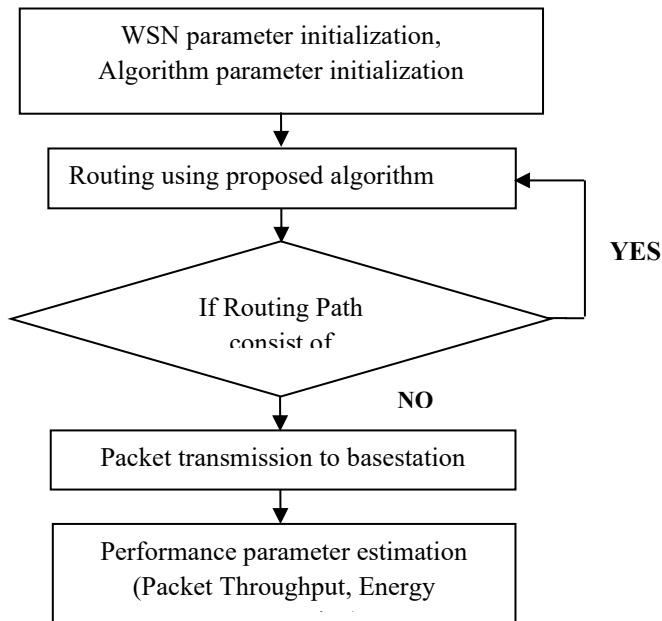 WSN parameter initialization,
Algorithm parameter initialization
Routing using proposed algorithm
YES
If Routing Path
consist of
NO
Packet transmission to basestation
Performance parameter estimation
(Packet Throughput, Energy